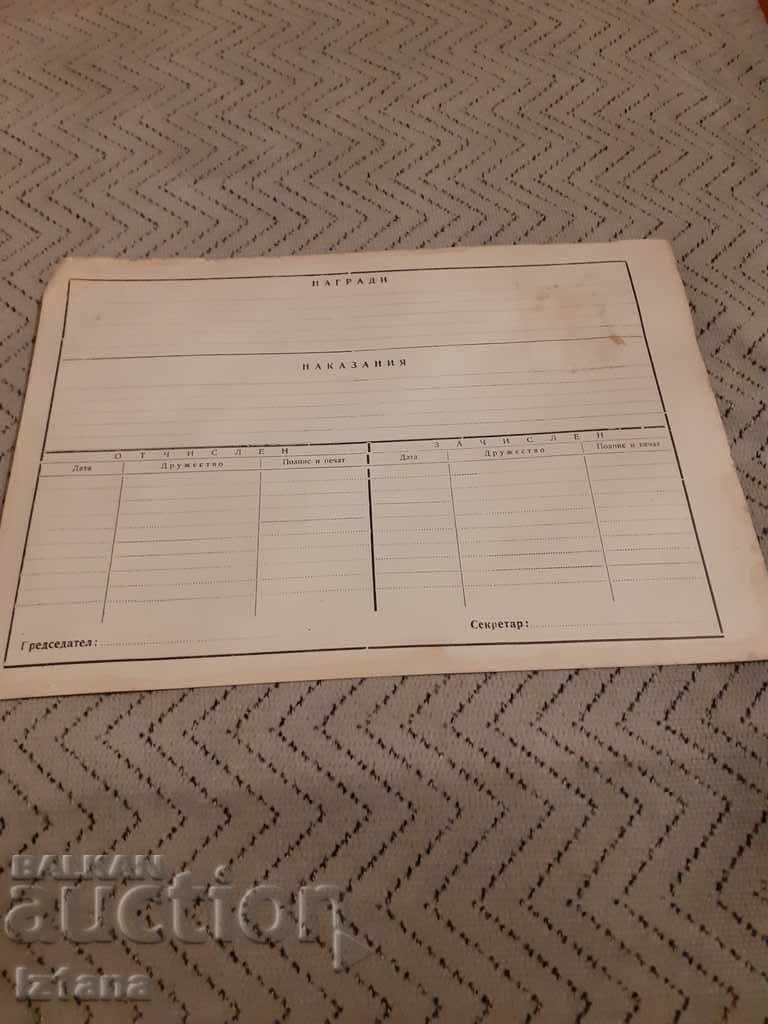 НАГРАДИ
НАКАЗАНИЯ
ОТЧИСЛЕН ЗАЧИСЛЕН
Дата Дружество Подпис и печат Дата Дружество Подпис и печат
Председател: Секретар:
BALKAN
auction
Iztana